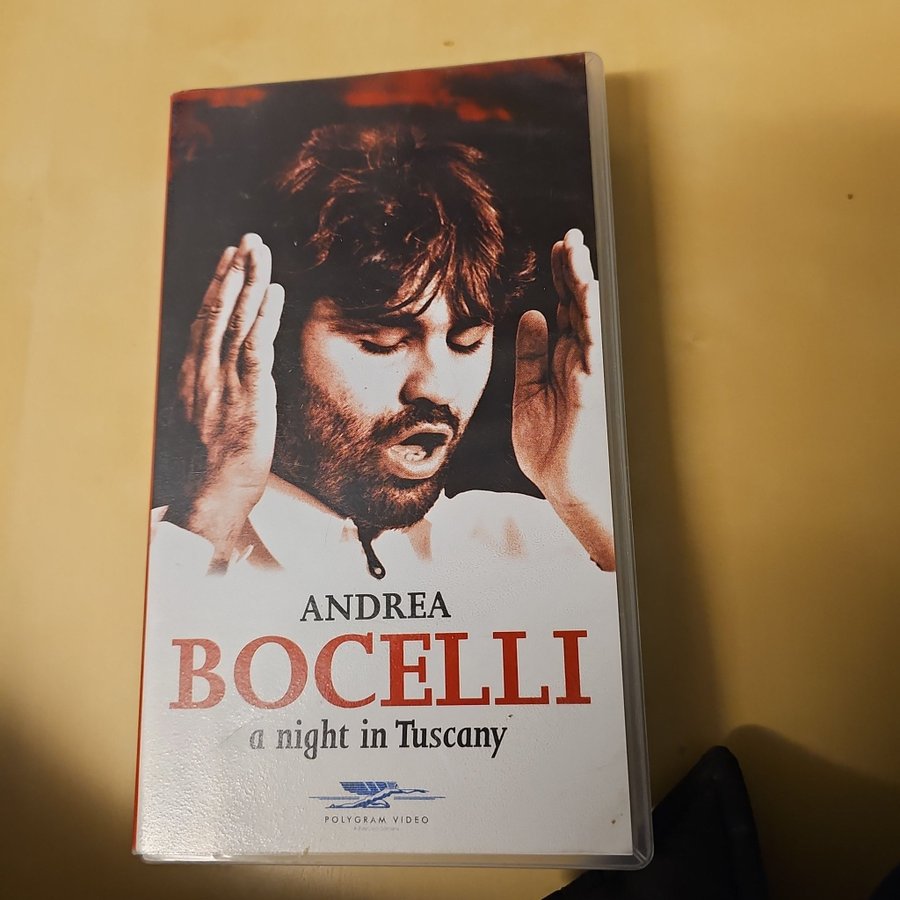 ANDREA
BOCELLI
a night in Tuscany
POLYGRAM VIDEO